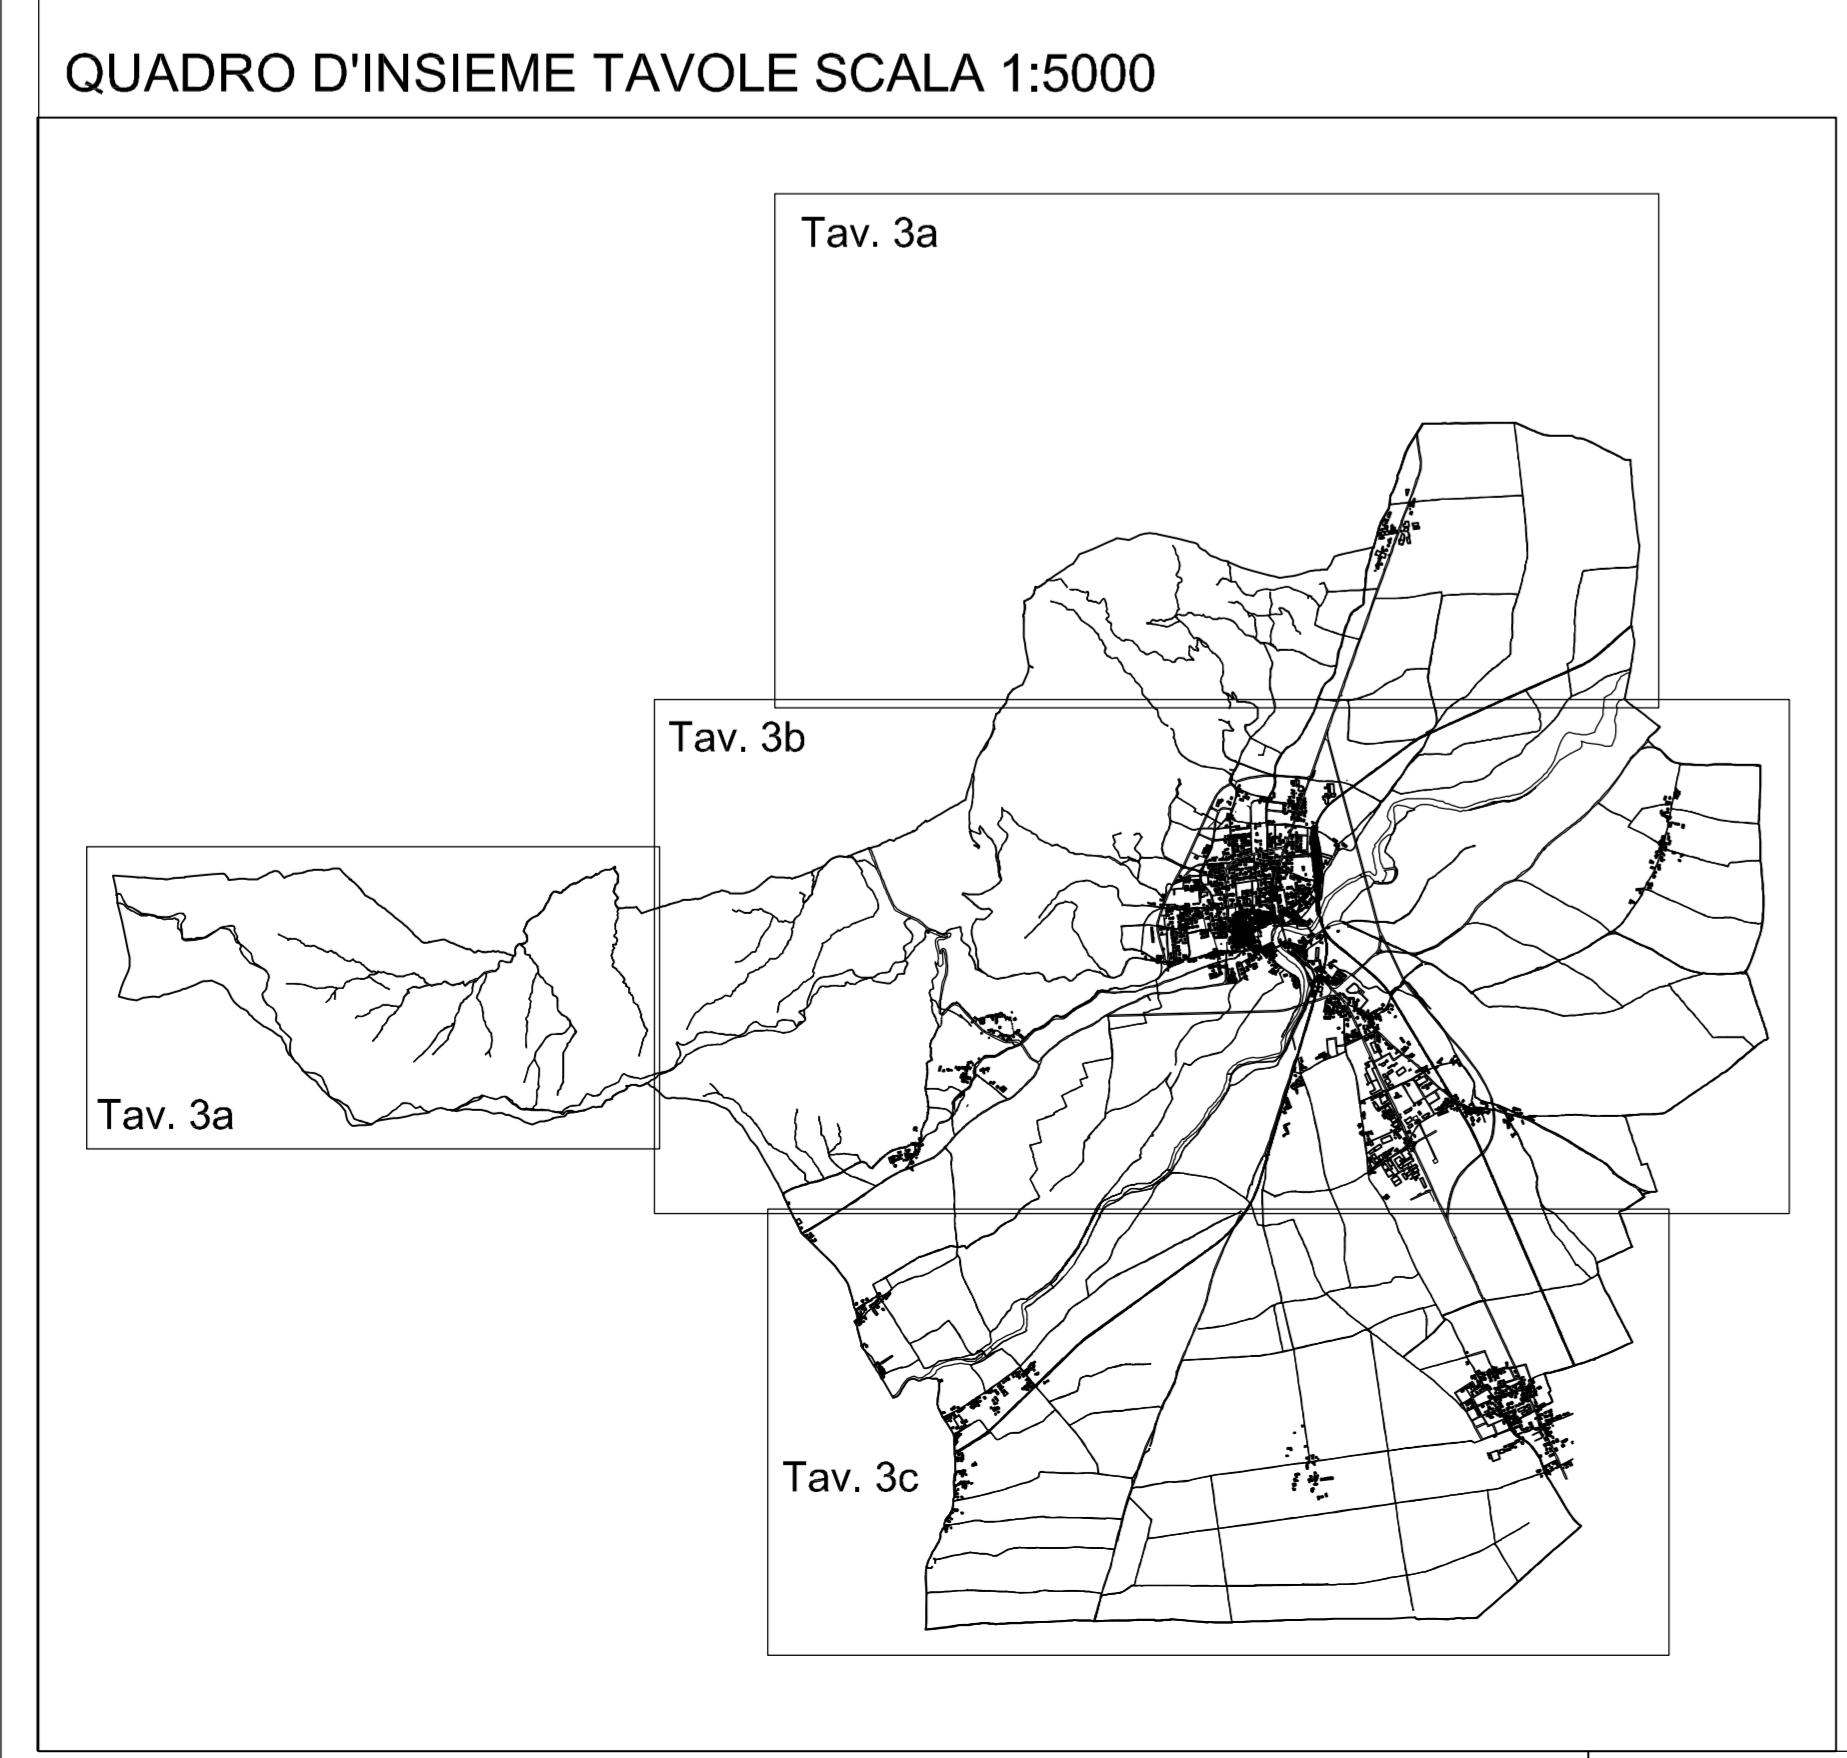 QUADRO D'INSIEME TAVOLE SCALA 1:5000
Tav. 3a
Tav. 3b
Tav. 3a
Tav. 3c